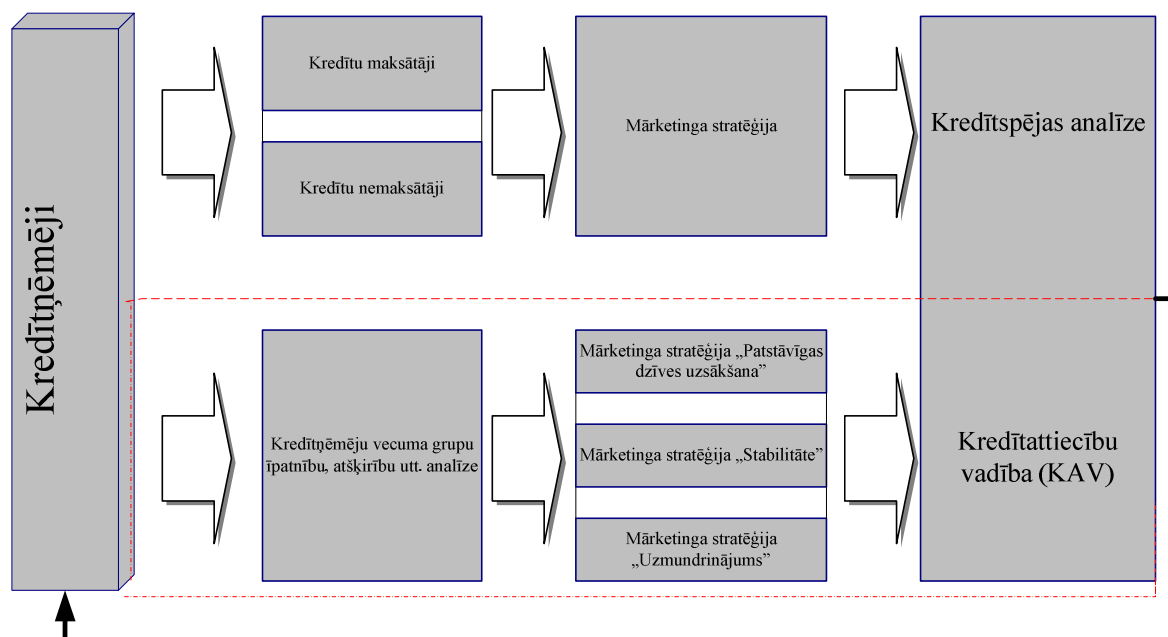 Kredītņēmēji
Kredītu maksātāji
Kredītu nemaksātāji
Mārketinga stratēģija
Kredītspējas analīze
Kredītņēmēju vecuma grupu
īpatnību, atšķirību utt. analīze
Mārketinga stratēģija „Patstāvīgas
dzīves uzsākšana”
Mārketinga stratēģija „Stabilitāte”
Mārketinga stratēģija
„Uzmundrinājums”
Kredītattiecību
vadība (KAV)